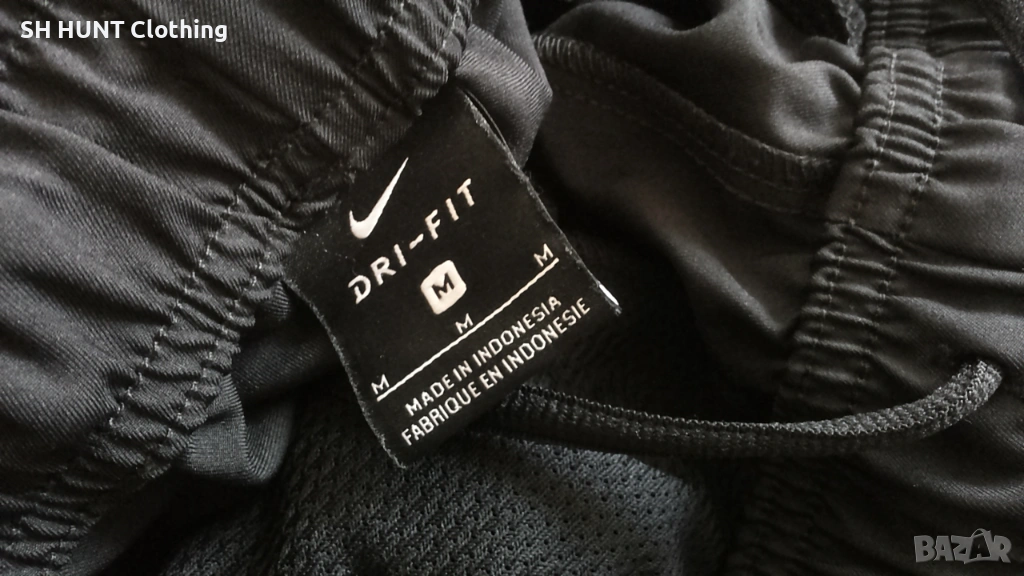 SH HUNT Clothing
DRI-FIT
M
M M M
MADE IN INDONESIA
FABRIQUE EN INDONESIE
BAZAR